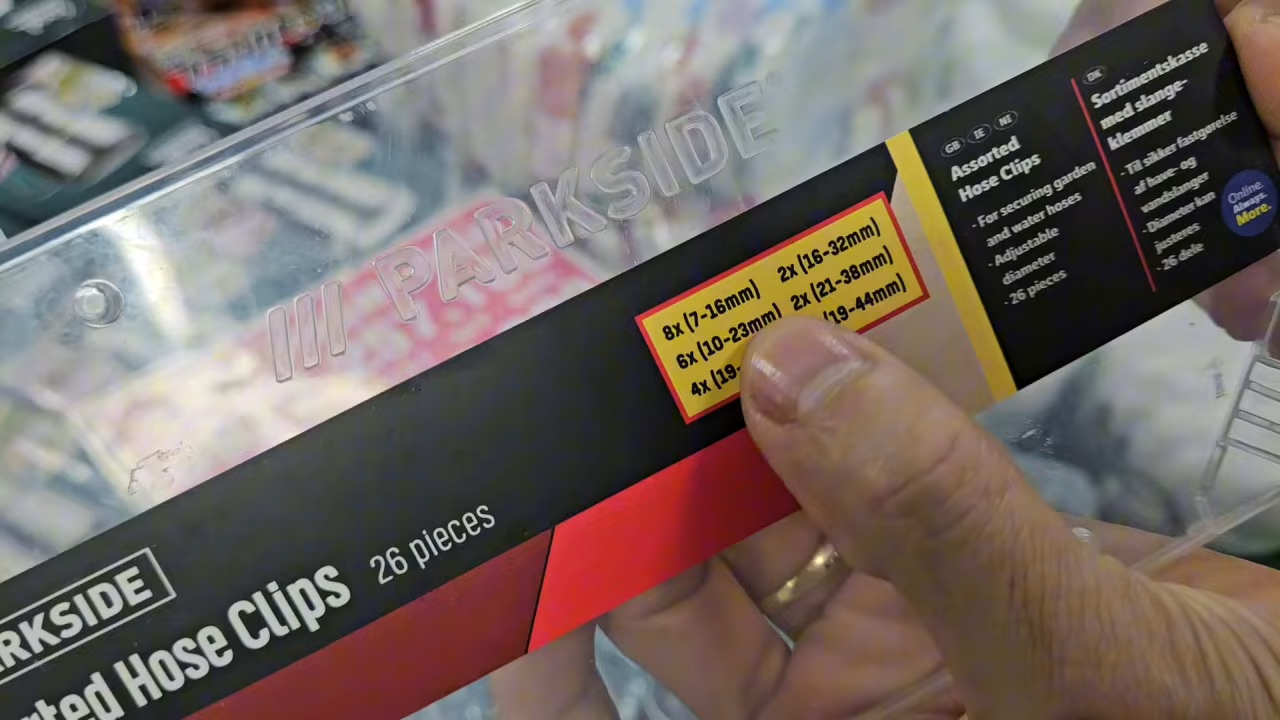 /// PARKSIDE
8x (7-16mm) 2x (16-32mm)
6x (10-23mm) 2x (21-38mm)
4x (19- (19-44mm)
GB IE NI
Assorted
Hose Clips
- For securing garden
and water hoses
- Adjustable
diameter
- 26 pieces
DK
Sortimentskasse
med slange-
klemmer
- Til sikker fastgørelse
af have- og
vandslanger
- Diameter kan
justeres
- 26 dele
Online.
Always.
More.
RKSIDE
rted Hose Clips 26 pieces